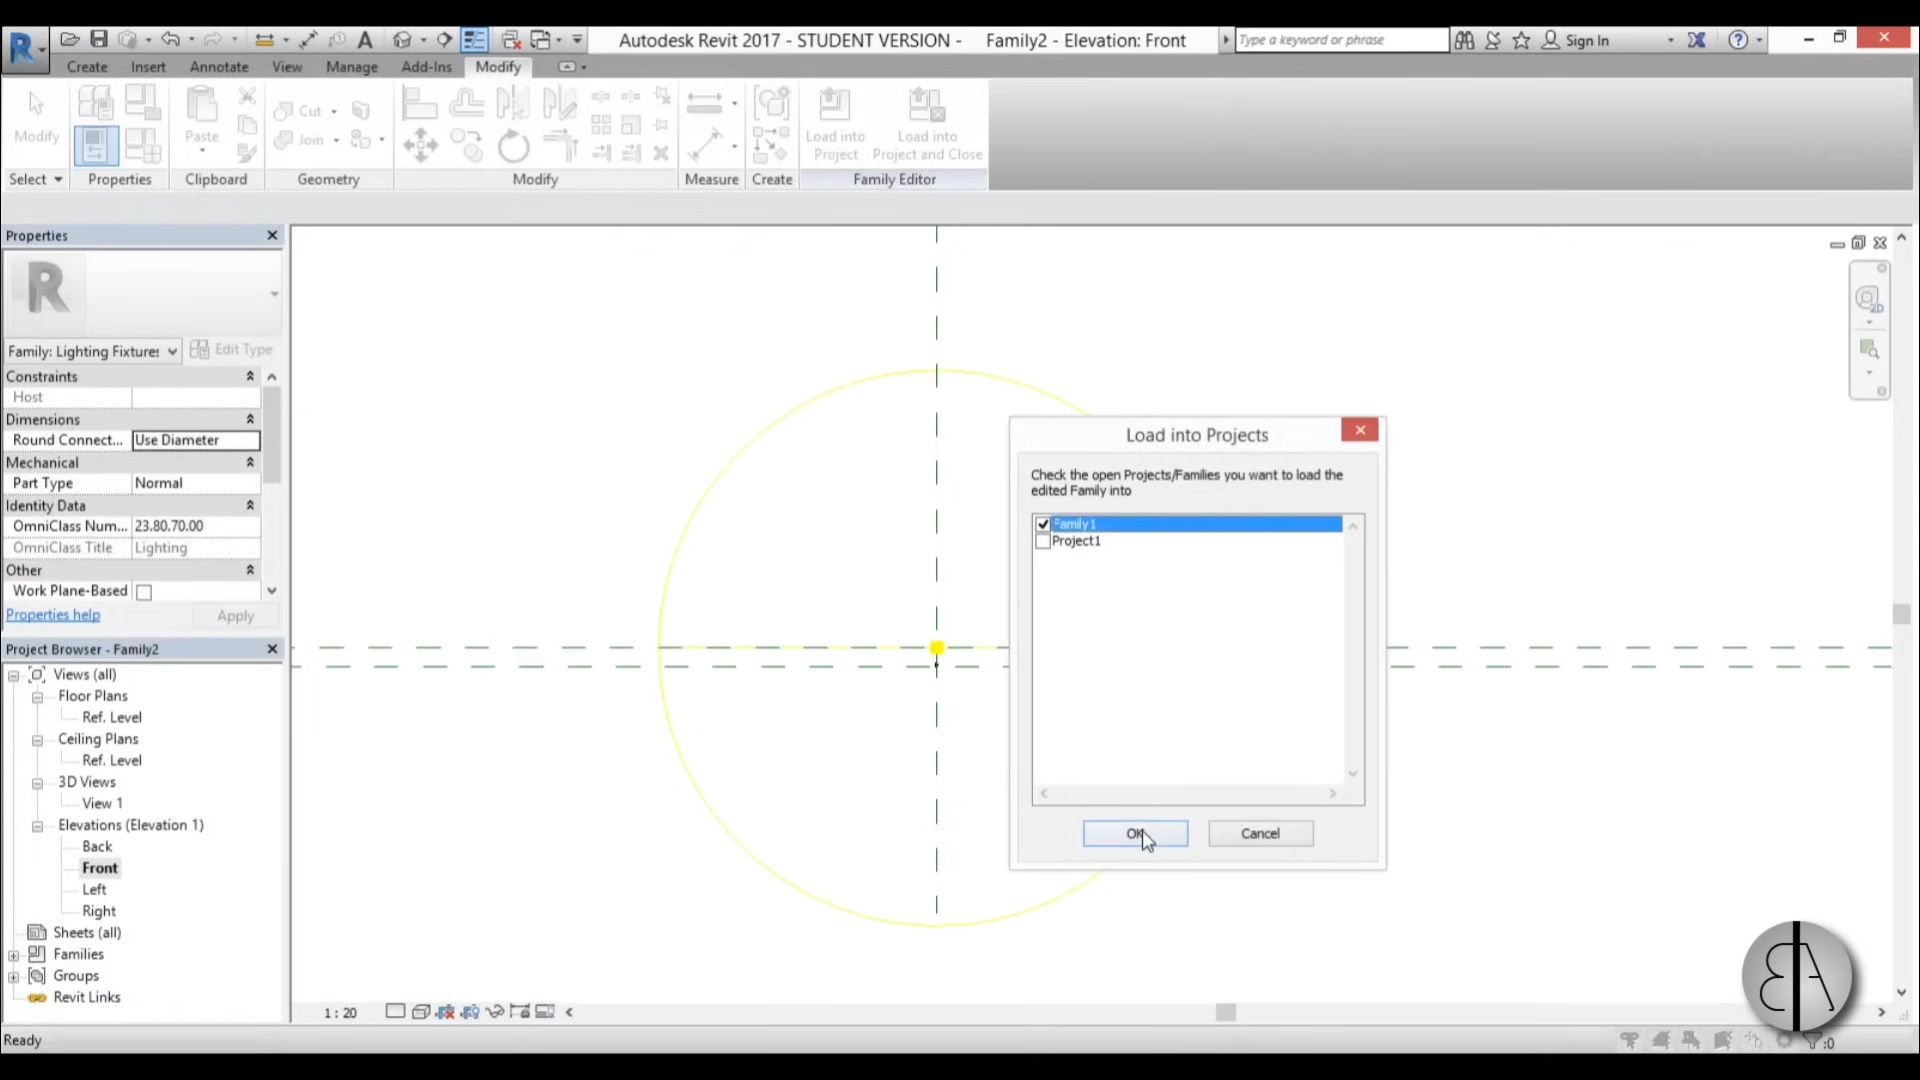 Autodesk Revit 2017 - STUDENT VERSION - Family2 - Elevation: Front
Type a keyword or phrase
Sign In
Create Insert Annotate View Manage Add-Ins Modify
Modify
Paste
Cut
Join
Load into Project
Load into Project and Close
Select Properties Clipboard Geometry Modify Measure Create Family Editor
Properties
Family: Lighting Fixtures
Edit Type
Constraints
Host
Dimensions
Round Connect... Use Diameter
Mechanical
Part Type Normal
Identity Data
OmniClass Num... 23.80.70.00
OmniClass Title Lighting
Other
Work Plane-Based
Properties help
Apply
Project Browser - Family2
Views (all)
Floor Plans
Ref. Level
Ceiling Plans
Ref. Level
3D Views
View 1
Elevations (Elevation 1)
Back
Front
Left
Right
Sheets (all)
Families
Groups
Revit Links
2D
Load into Projects
Check the open Projects/Families you want to load the
edited Family into
Family1
Project1
OK
Cancel
1 : 20
Ready
:0